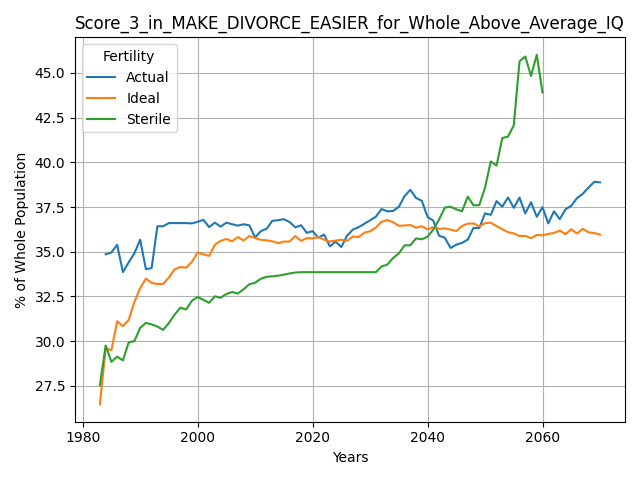 Score_3_in_MAKE_DIVORCE_EASIER_for_Whole_Above_Average_IQ
Fertility
Actual
Ideal
Sterile
% of Whole Population
45.0
42.5
40.0
37.5
35.0
32.5
30.0
27.5
1980
2000
2020
2040
2060
Years